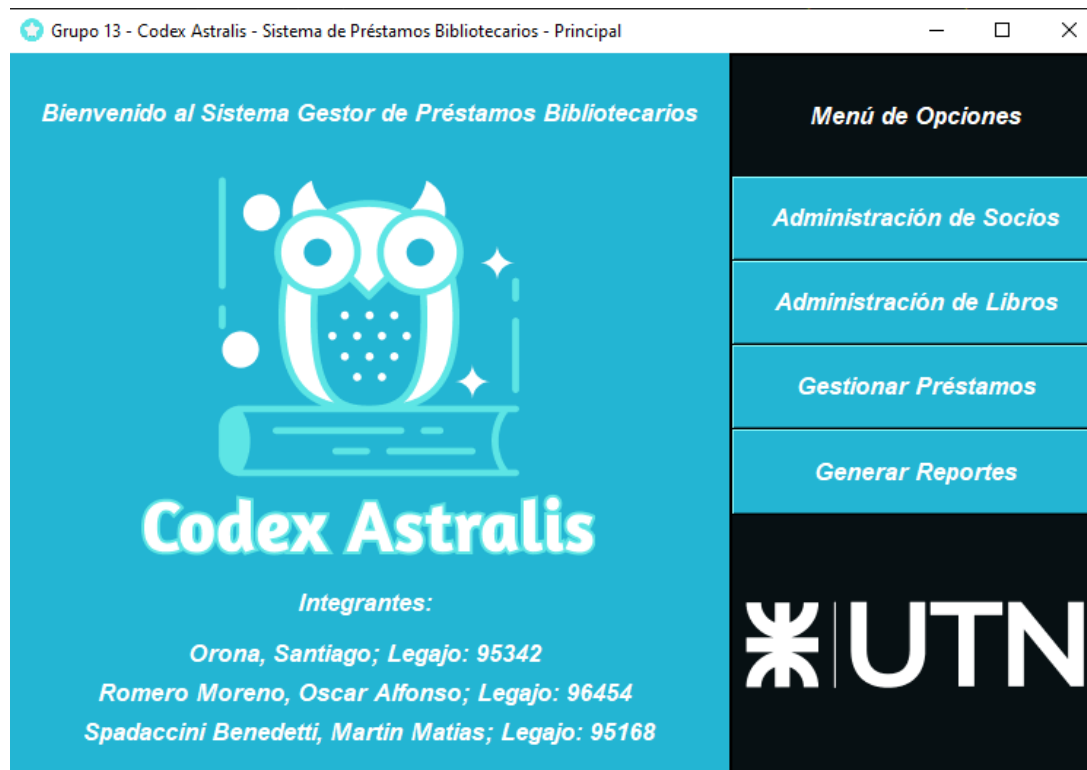 Grupo 13 - Codex Astralis - Sistema de Préstamos Bibliotecarios - Principal
Bienvenido al Sistema Gestor de Préstamos Bibliotecarios
Codex Astralis
Integrantes:
Orona, Santiago; Legajo: 95342
Romero Moreno, Oscar Alfonso; Legajo: 96454
Spadaccini Benedetti, Martin Matias; Legajo: 95168
Menú de Opciones
Administración de Socios
Administración de Libros
Gestionar Préstamos
Generar Reportes
UTN